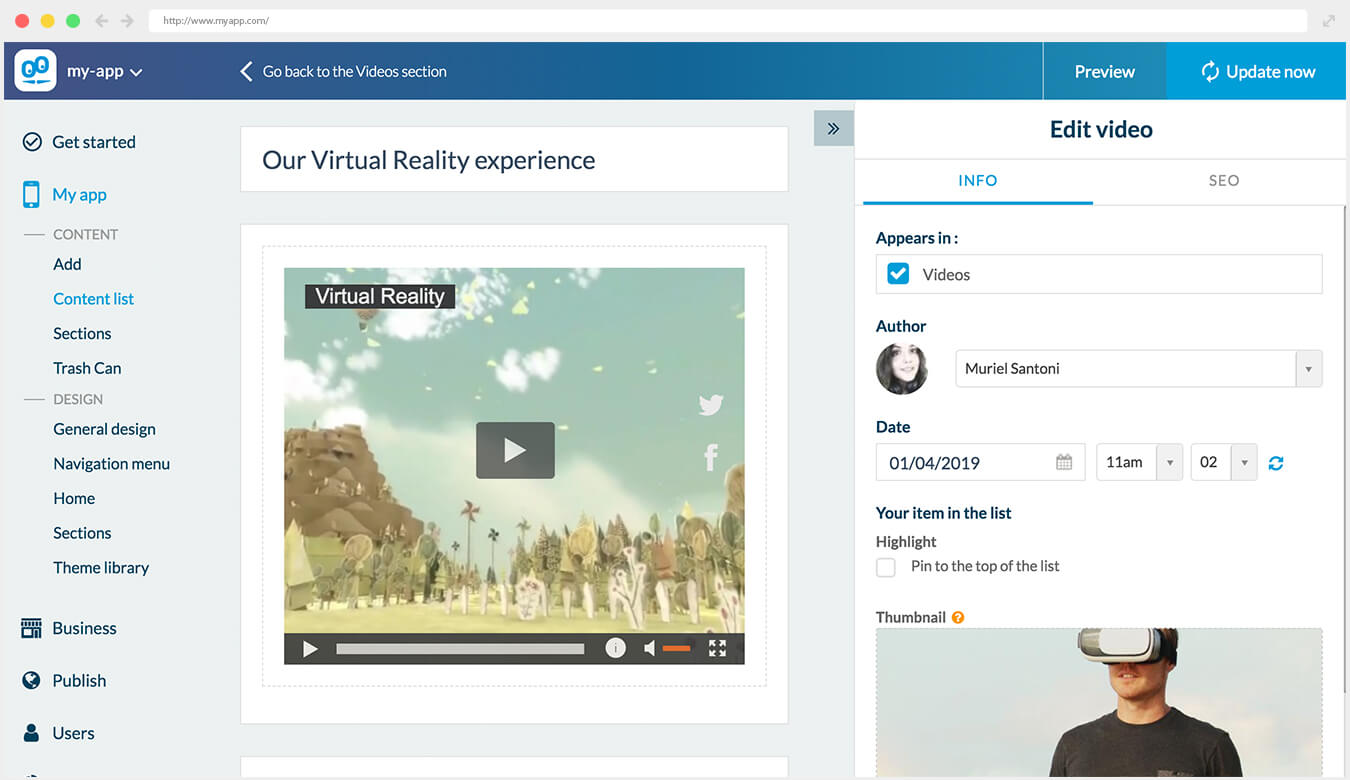 http://www.myapp.com/
my-app
Go back to the Videos section
Preview
Update now
Get started
My app
CONTENT
Add
Content list
Sections
Trash Can
DESIGN
General design
Navigation menu
Home
Sections
Theme library
Business
Publish
Users
Our Virtual Reality experience
Virtual Reality
Edit video
INFO
SEO
Appears in :
Videos
Author
Muriel Santoni
Date
01/04/2019
11am
02
Your item in the list
Highlight
Pin to the top of the list
Thumbnail ?